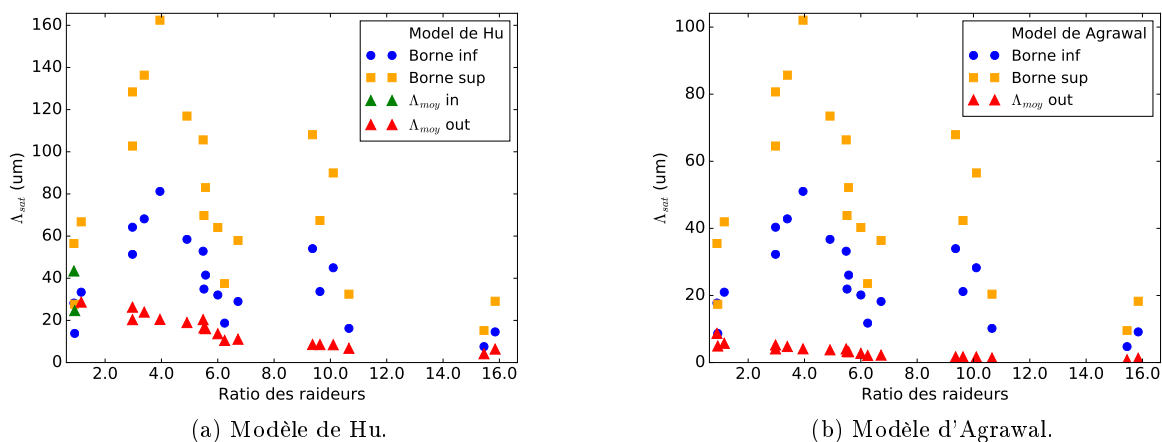 160
140
120
100
80
60
40
20
0
Λsat (um)
2.0 4.0 6.0 8.0 10.0 12.0 14.0 16.0
Ratio des raideurs
Model de Hu
Borne inf
Borne sup
Λmoy in
Λmoy out
(a) Modèle de Hu.
100
80
60
40
20
0
Λsat (um)
2.0 4.0 6.0 8.0 10.0 12.0 14.0 16.0
Ratio des raideurs
Model de Agrawal
Borne inf
Borne sup
Λmoy out
(b) Modèle d'Agrawal.